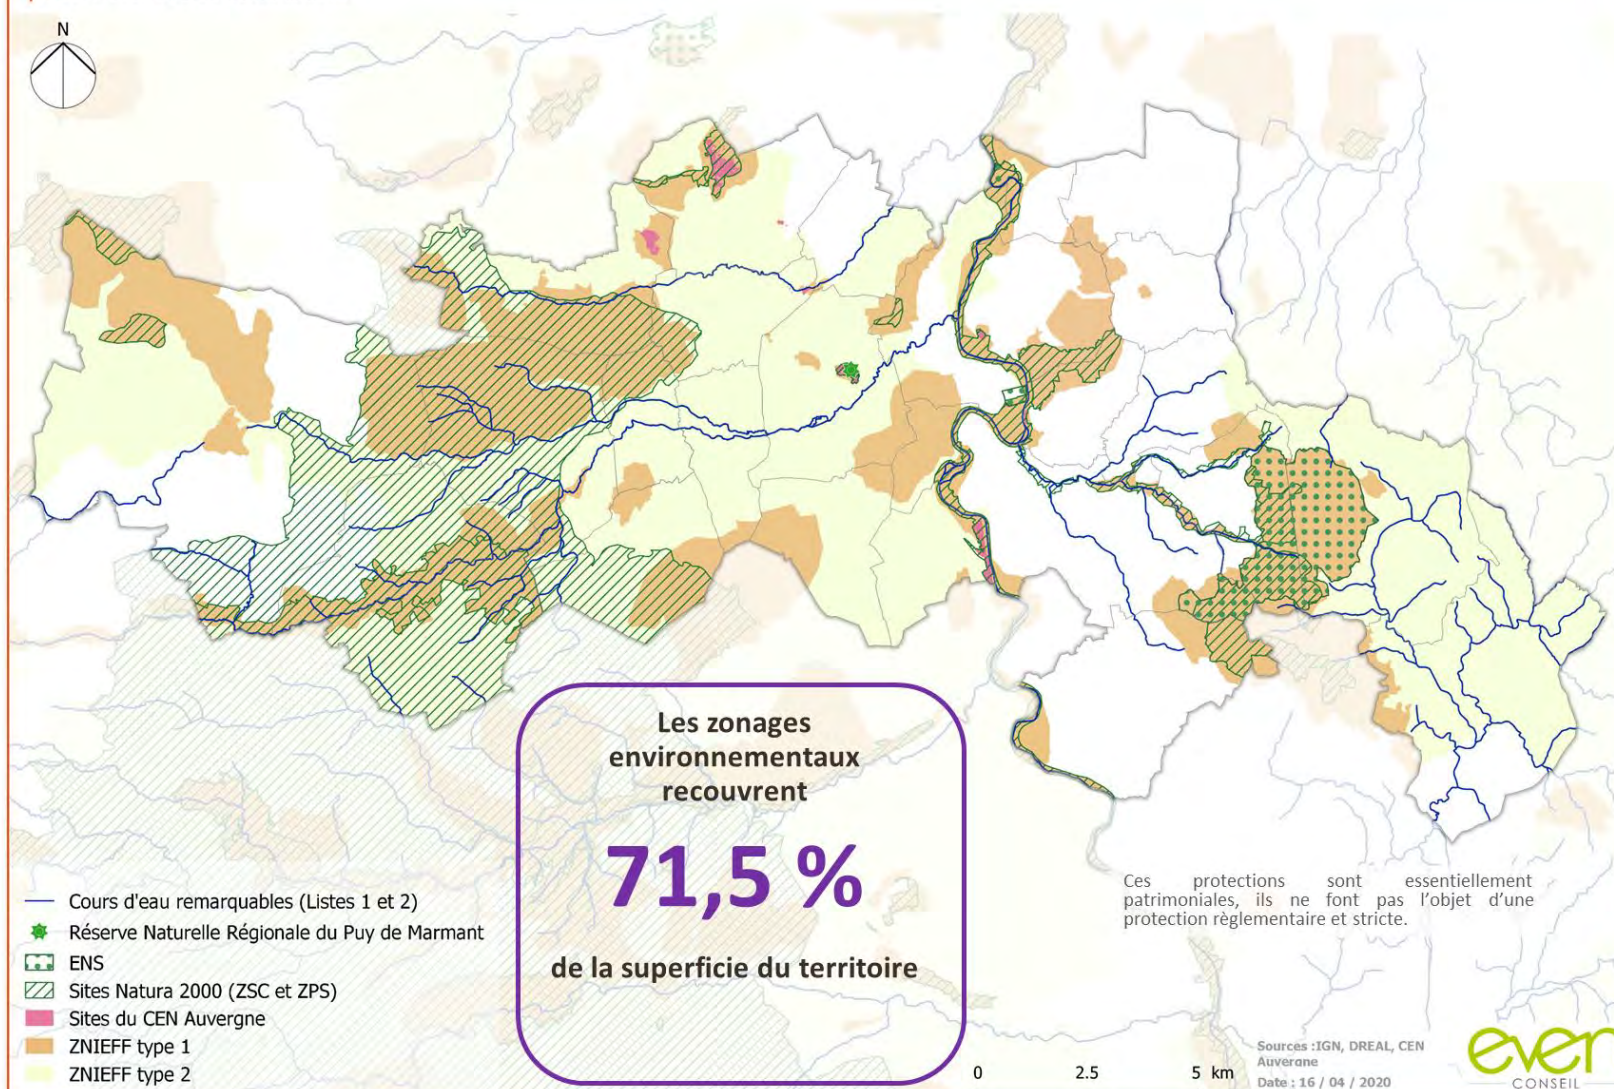 N
Les zonages
environnementaux
recouvrent
71,5 %
de la superficie du territoire
Ces protections sont essentiellement
patrimoniales, ils ne font pas l'objet d'une
protection règlementaire et stricte.
Cours d'eau remarquables (Listes 1 et 2)
Réserve Naturelle Régionale du Puy de Marmant
ENS
Sites Natura 2000 (ZSC et ZPS)
Sites du CEN Auvergne
ZNIEFF type 1
ZNIEFF type 2
0 2.5 5 km
Sources :IGN, DREAL, CEN
Auvergne
Date : 16 / 04 / 2020
even
CONSEIL